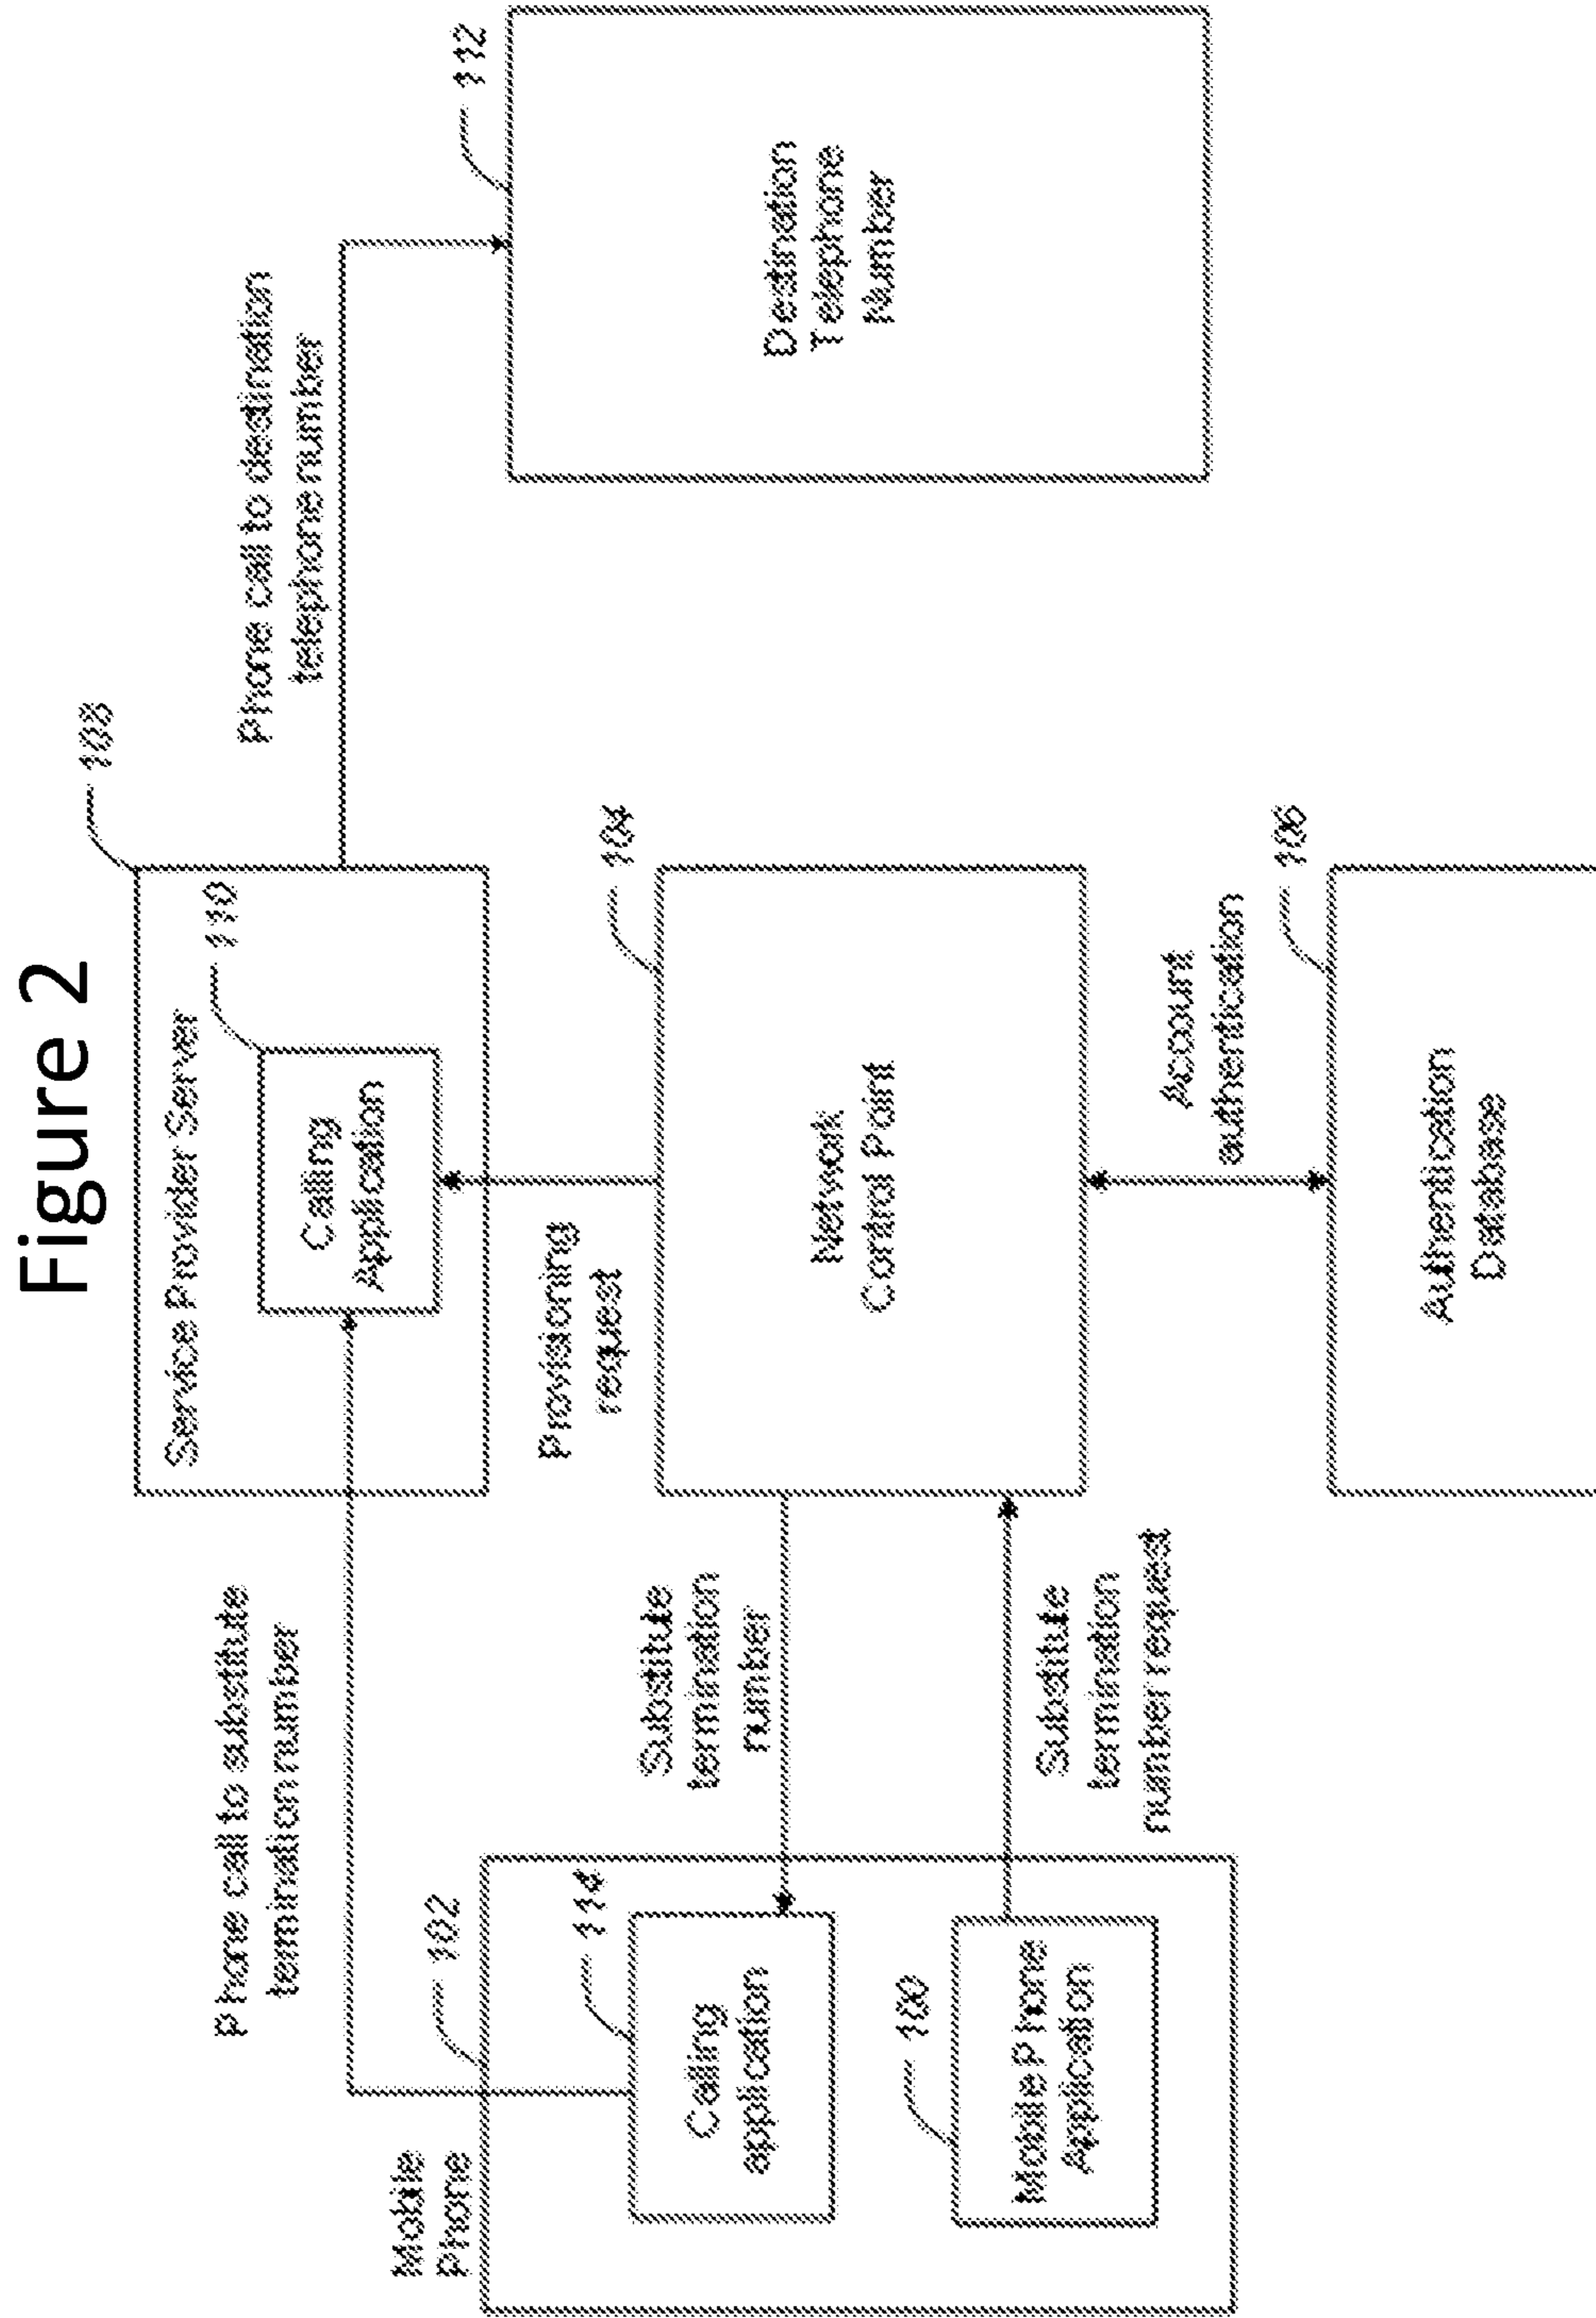 Figure 2
108
Service Provider Server
110
Calling
Application
Phone call to substitute
termination number
Phone call to destination
telephone number
112
Destination
Telephone
Number
Mobile
Phone
102
114
Calling
application
100
Mobile Phone
Application
Substitute
termination
number
Substitute
termination
number request
Provisioning
request
104
Network
Control Point
Account
authentication
106
Authentication
Database